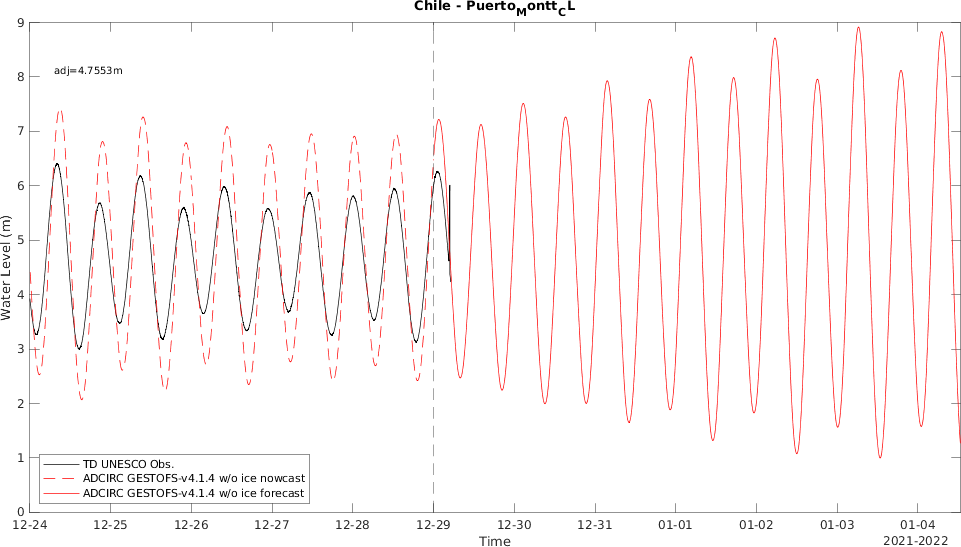 Chile - Puerto_Montt_CL
9
adj=4.7553m
8
7
6
5
4
3
2
1
0
Water Level (m)
TD UNESCO Obs.
ADCIRC GESTOFS-v4.1.4 w/o ice nowcast
ADCIRC GESTOFS-v4.1.4 w/o ice forecast
12-24 12-25 12-26 12-27 12-28 12-29 12-30 12-31 01-01 01-02 01-03 01-04
Time
2021-2022